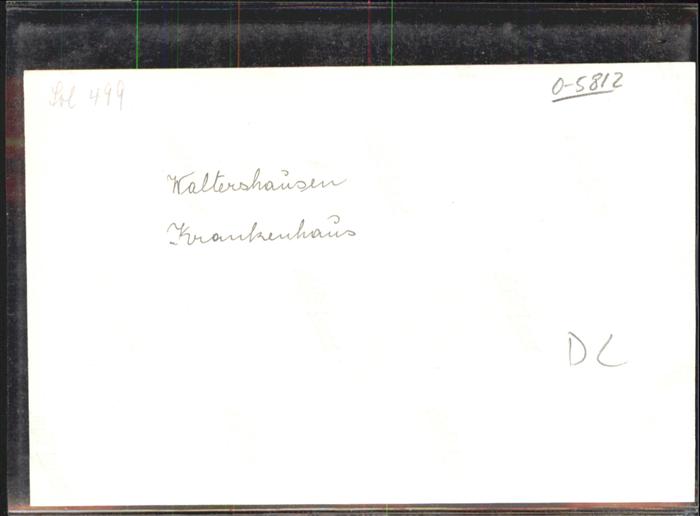 Sol 499
0-5812
Waltershausen
Krankenhaus
DL